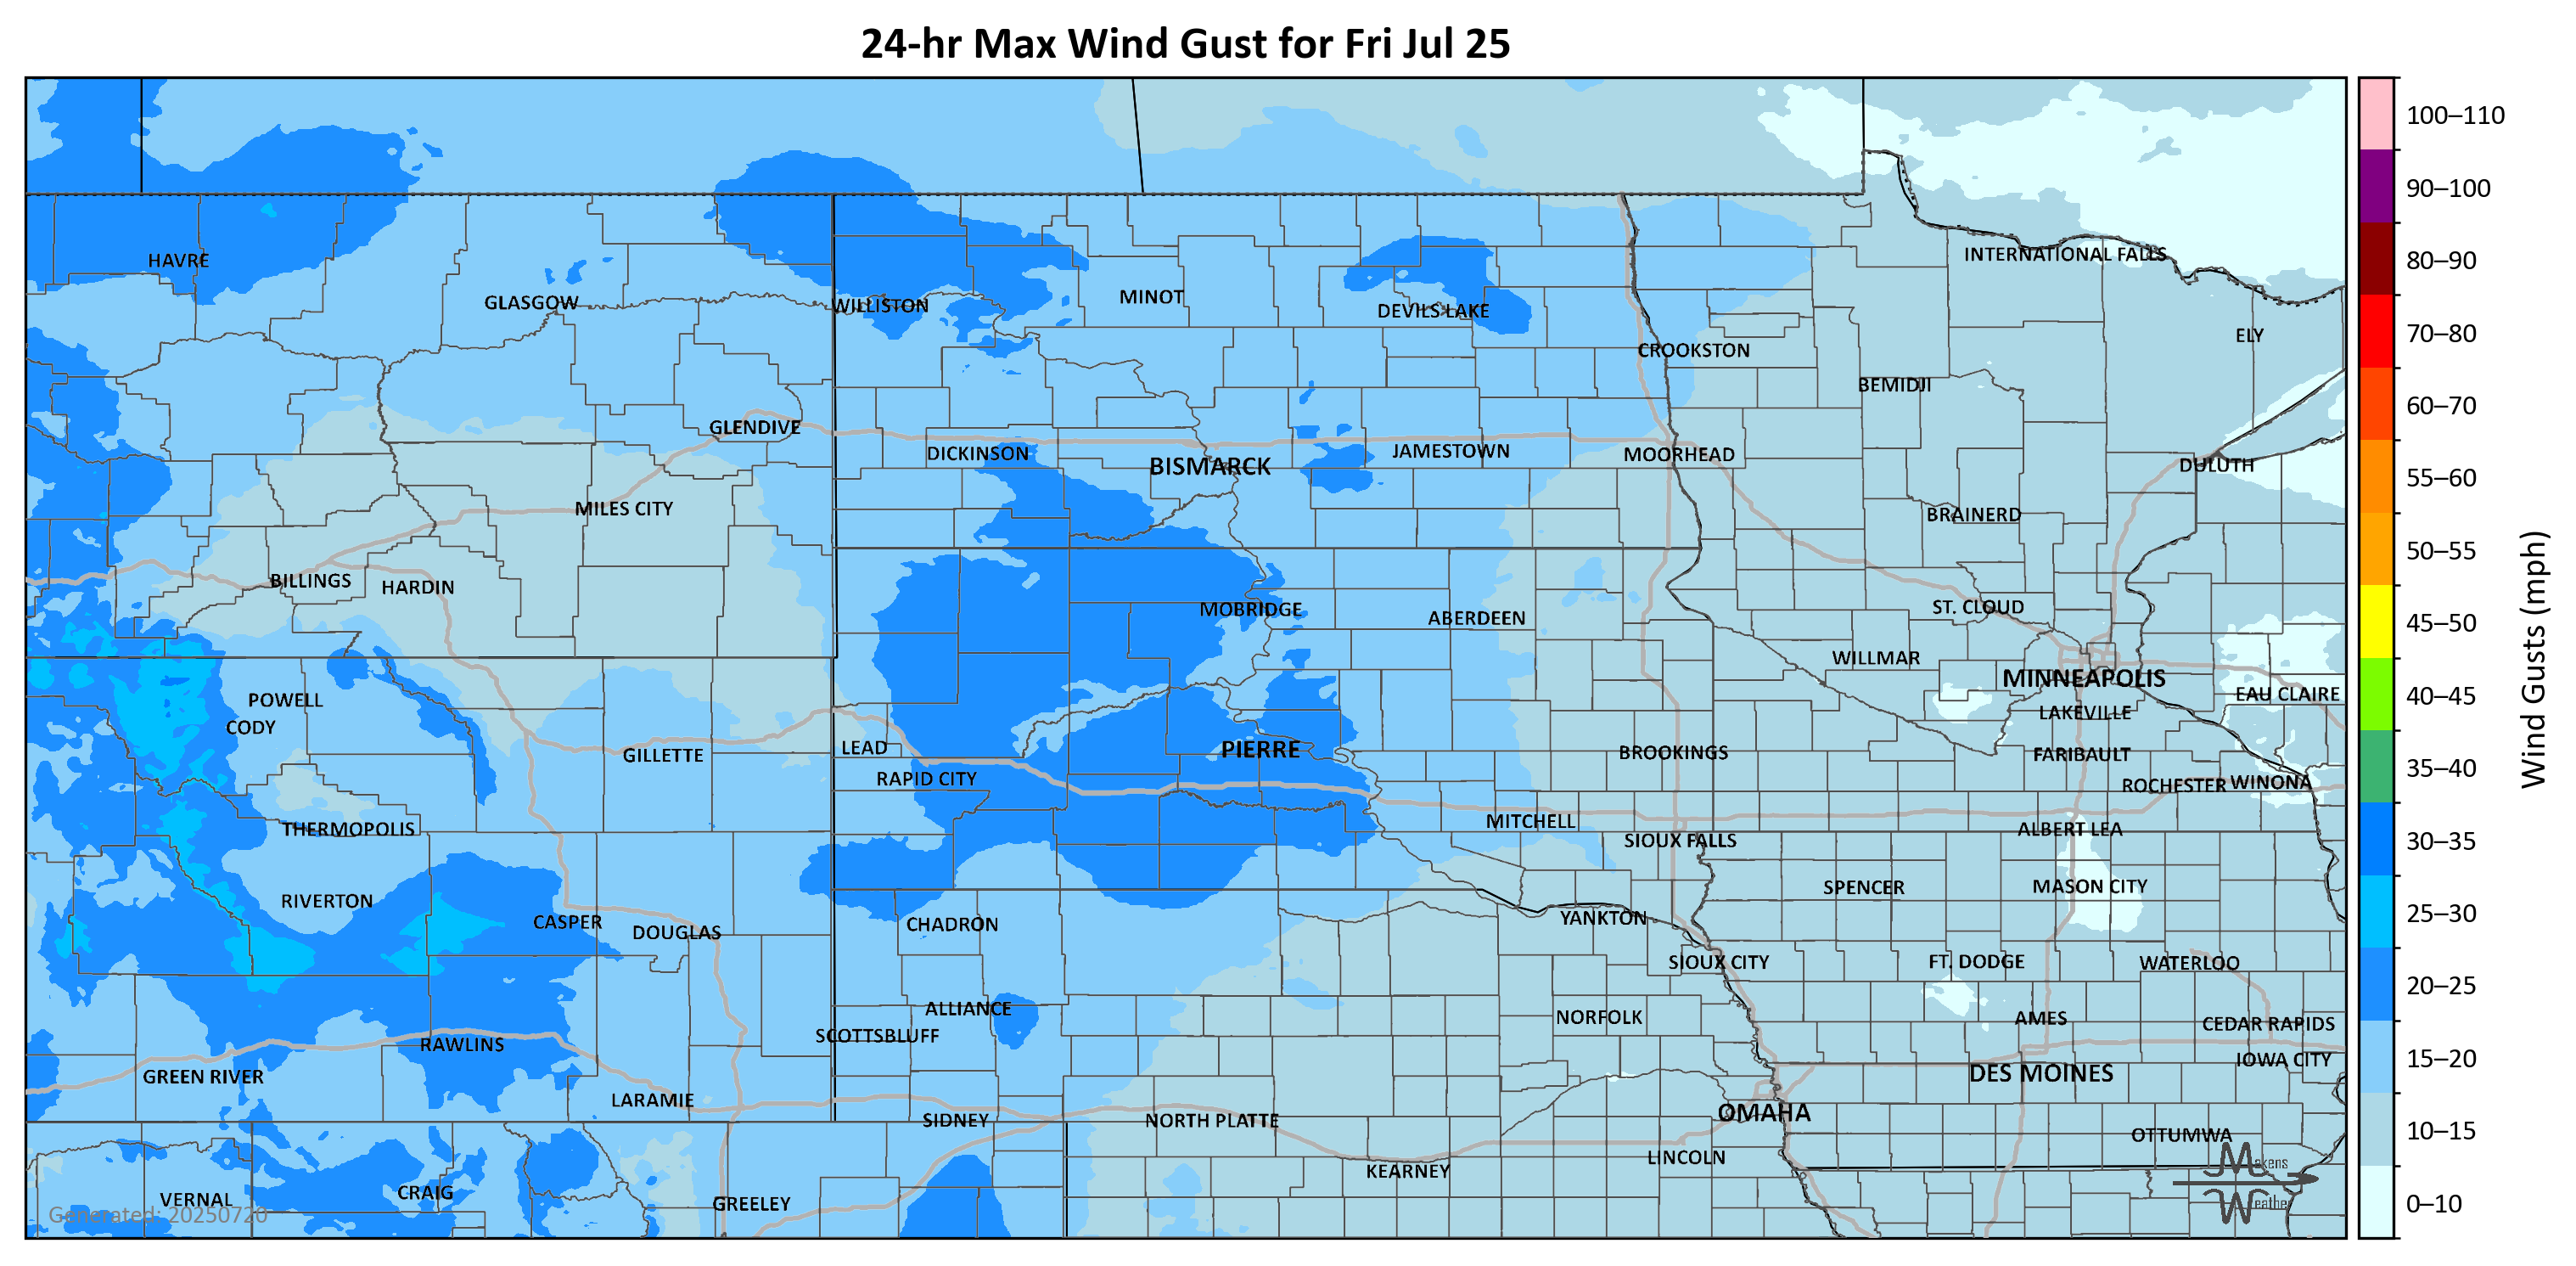 24-hr Max Wind Gust for Fri Jul 25
100–110
90–100
80–90
70–80
60–70
55–60
50–55
45–50
40–45
35–40
30–35
25–30
20–25
15–20
10–15
0–10
Wind Gusts (mph)
HAVRE
GLASGOW
WILLISTON
MINOT
DEVILS LAKE
INTERNATIONAL FALLS
ELY
CROOKSTON
BEMIDJI
GLENDIVE
DICKINSON
BISMARCK
JAMESTOWN
MOORHEAD
DULUTH
MILES CITY
BRAINERD
BILLINGS
HARDIN
MOBRIDGE
ABERDEEN
ST. CLOUD
WILLMAR
MINNEAPOLIS
EAU CLAIRE
POWELL
CODY
LAKEVILLE
GILLETTE
LEAD
PIERRE
BROOKINGS
FARIBAULT
RAPID CITY
ROCHESTER
WINONA
THERMOPOLIS
MITCHELL
SIOUX FALLS
ALBERT LEA
RIVERTON
SPENCER
MASON CITY
CASPER
DOUGLAS
CHADRON
YANKTON
SIOUX CITY
FT. DODGE
WATERLOO
ALLIANCE
SCOTTSBLUFF
NORFOLK
AMES
CEDAR RAPIDS
RAWLINS
IOWA CITY
GREEN RIVER
DES MOINES
LARAMIE
SIDNEY
NORTH PLATTE
OMAHA
OTTUMWA
LINCOLN
KEARNEY
VERNAL
CRAIG
GREELEY
Generated: 20250720
Makens
Weather